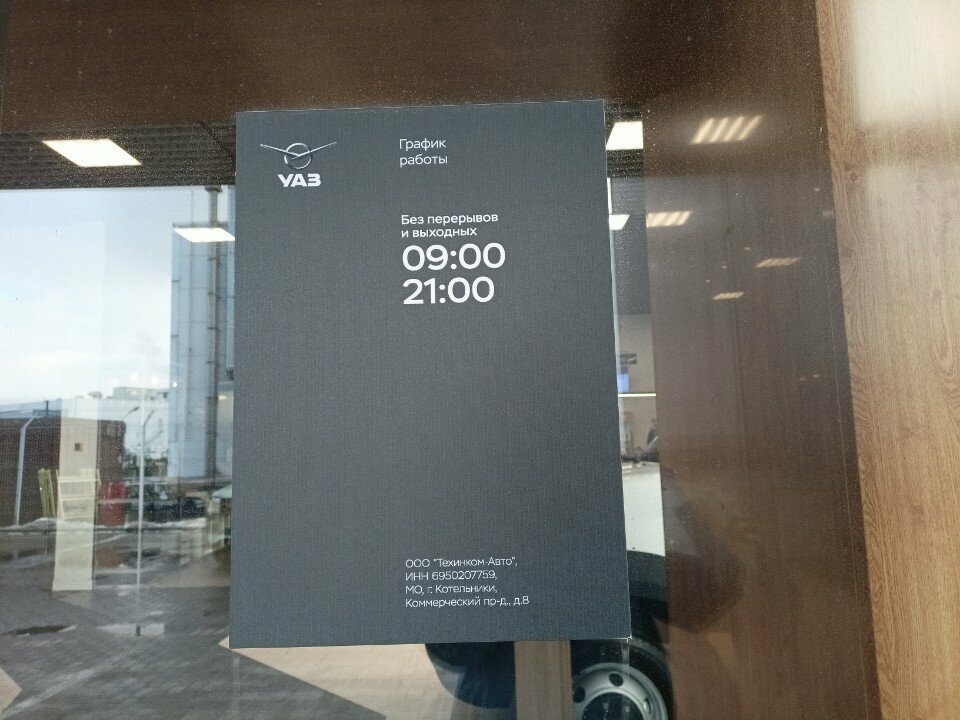 УАЗ
График
работы
Без перерывов
и выходных
09:00
21:00
ООО "Техинком-Авто",
ИНН 6950207759,
МО, г. Котельники,
Коммерческий пр-д., д.8